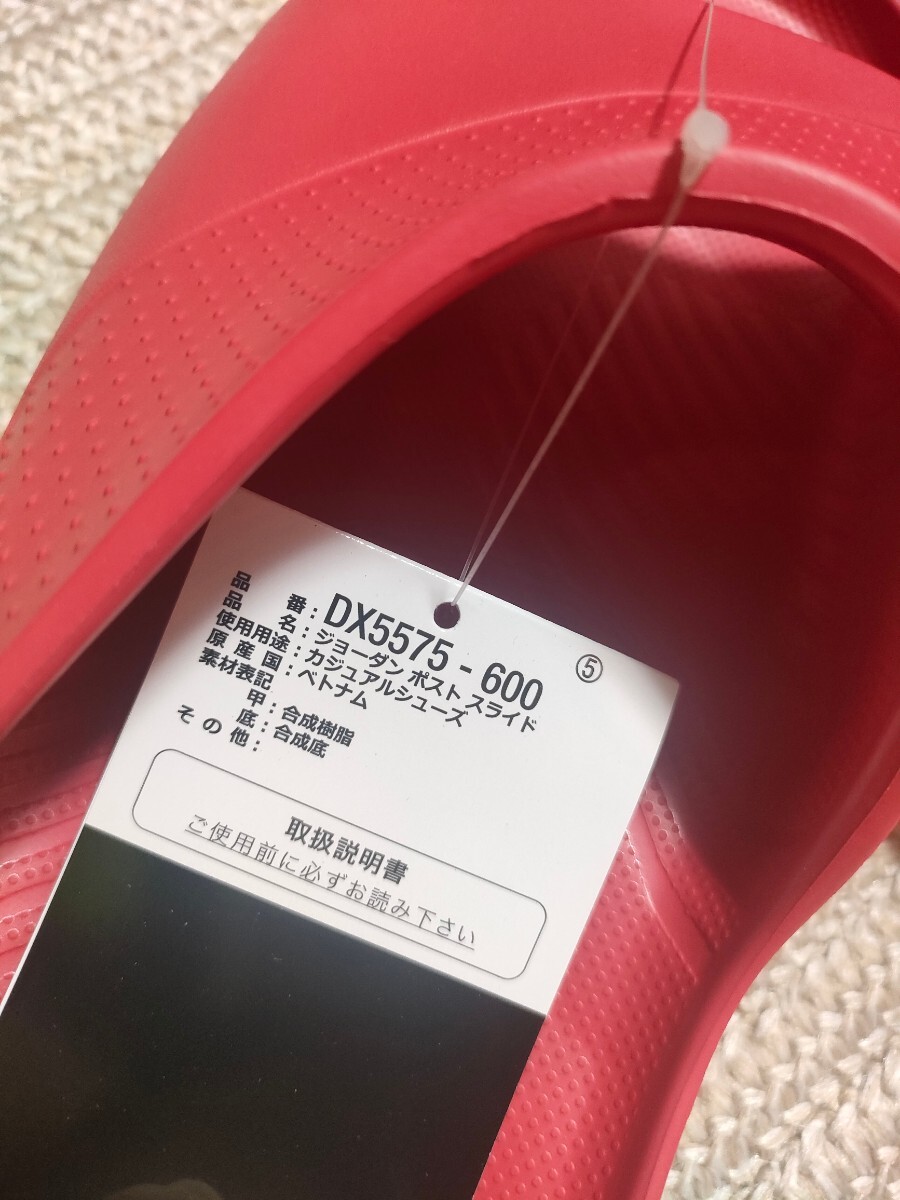 品番：DX5575-600 ⑤
品名：ジョーダン ポスト スライド
使用用途：カジュアルシューズ
原産国：ベトナム
素材表記
甲：合成樹脂
底：合成底
その他：
取扱説明書
ご使用前に必ずお読み下さい